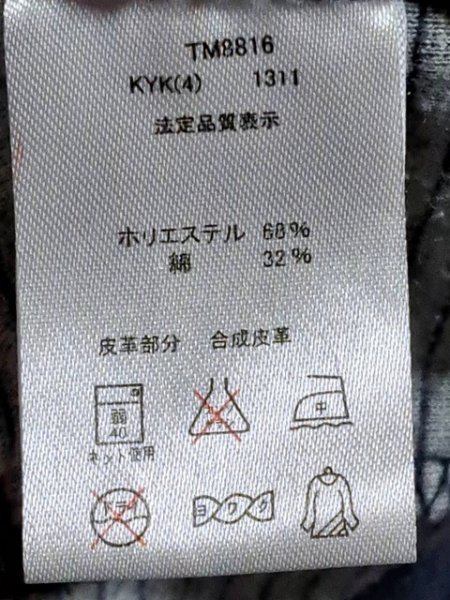 TM8816
KYK(4) 1311
法定品質表示
ポリエステル 68%
綿 32%
皮革部分 合成皮革
弱
40
ネット使用
中
ドライ
ヨワク